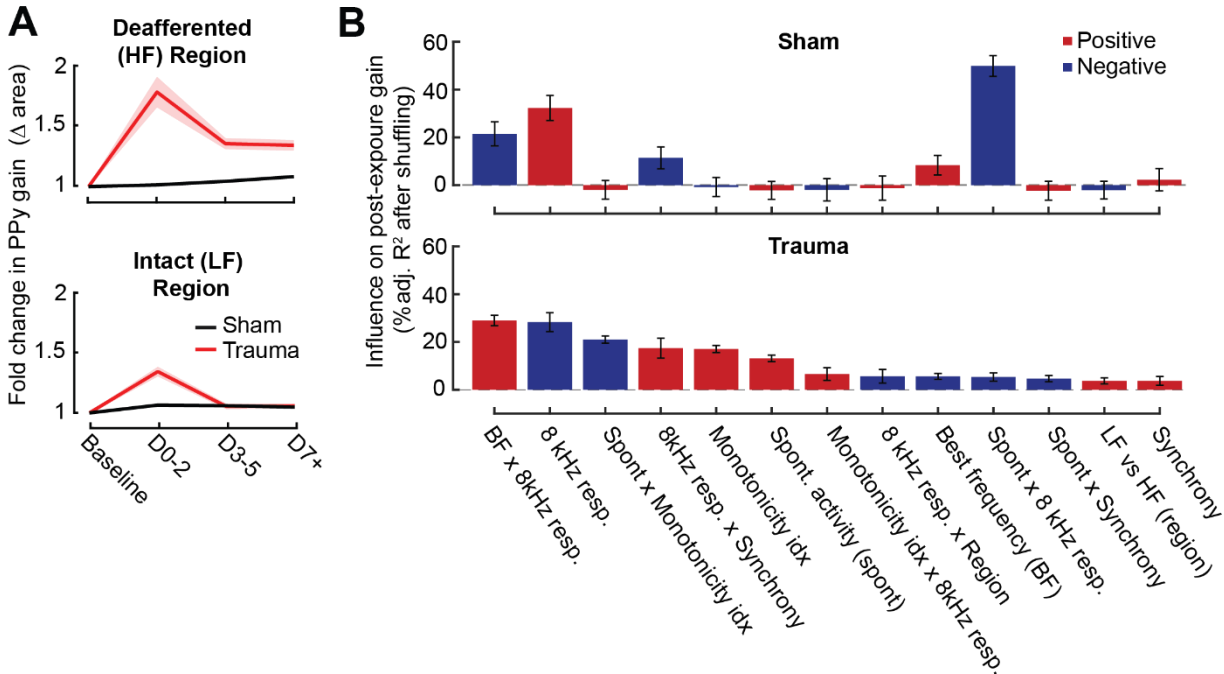 A
Deafferented
(HF) Region
Fold change in PPy gain (Δ area)
2
1.5
1
Intact (LF)
Region
2
1.5
1
Sham
Trauma
Baseline
D0-2
D3-5
D7+
B
Influence on post-expoure gain
(%adj. R² after shuffling)
Sham
Positive
Negative
60
40
20
0
Trauma
60
40
20
0
BF x 8kHz resp.
8 kHz resp.
Spont x Monotonicity idx
8kHz resp. x Synchrony
Monotonicity idx
Spont. activity (spont)
Monotonicity idx x 8kHz resp.
8 kHz resp. x Region
Best frequency (BF)
Spont x 8 kHz resp.
Spont x Synchrony
LF vs HF (region)
Synchrony